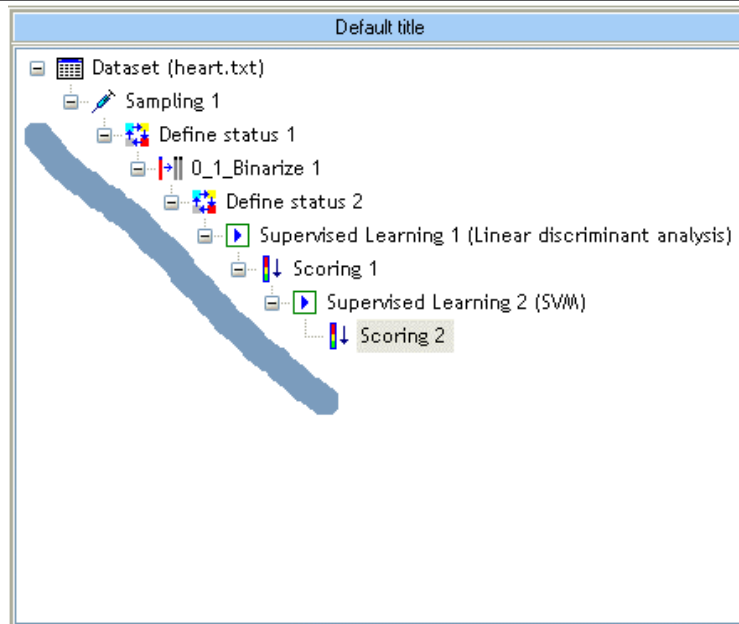 Default title
Dataset (heart.txt)
Sampling 1
Define status 1
0_1_Binarize 1
Define status 2
Supervised Learning 1 (Linear discriminant analysis)
Scoring 1
Supervised Learning 2 (SVM)
Scoring 2